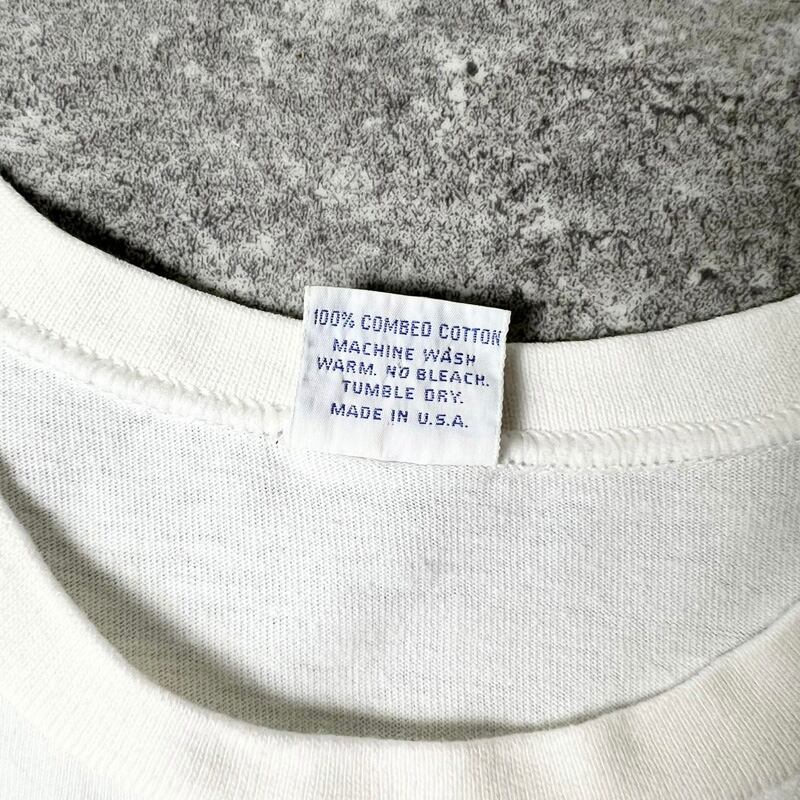 100% COMBED COTTON
MACHINE WASH
WARM. NO BLEACH.
TUMBLE DRY.
MADE IN U.S.A.